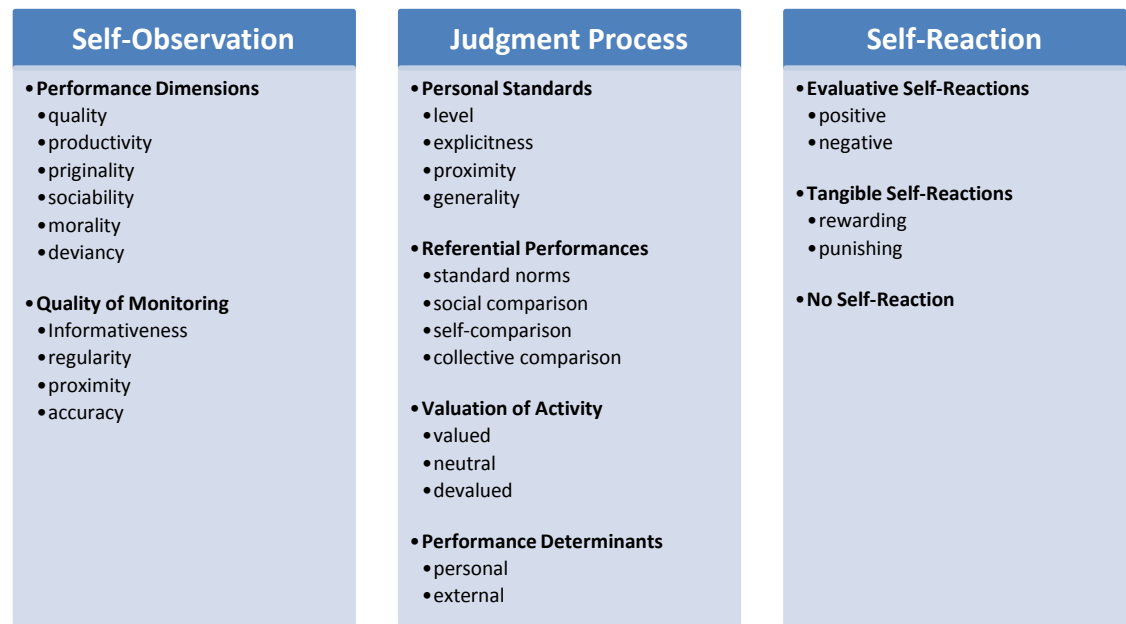 Self-Observation
•Performance Dimensions
•quality
•productivity
•priginality
•sociability
•morality
•deviancy
•Quality of Monitoring
•Informativeness
•regularity
•proximity
•accuracy
Judgment Process
•Personal Standards
•level
•explicitness
•proximity
•generality
•Referential Performances
•standard norms
•social comparison
•self-comparison
•collective comparison
•Valuation of Activity
•valued
•neutral
•devalued
•Performance Determinants
•personal
•external
Self-Reaction
•Evaluative Self-Reactions
•positive
•negative
•Tangible Self-Reactions
•rewarding
•punishing
•No Self-Reaction